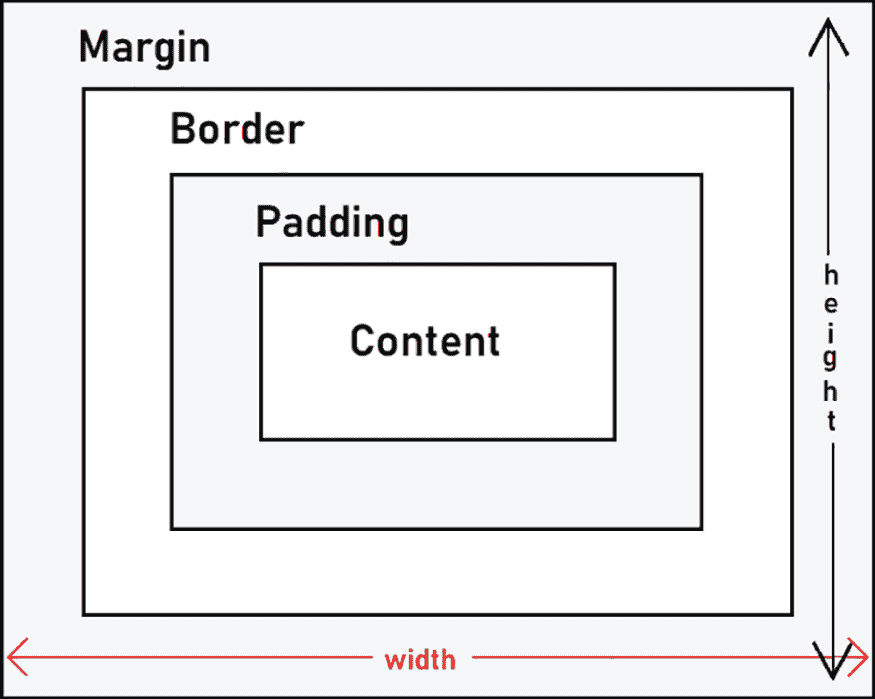 Margin
Border
Padding
Content
height
width